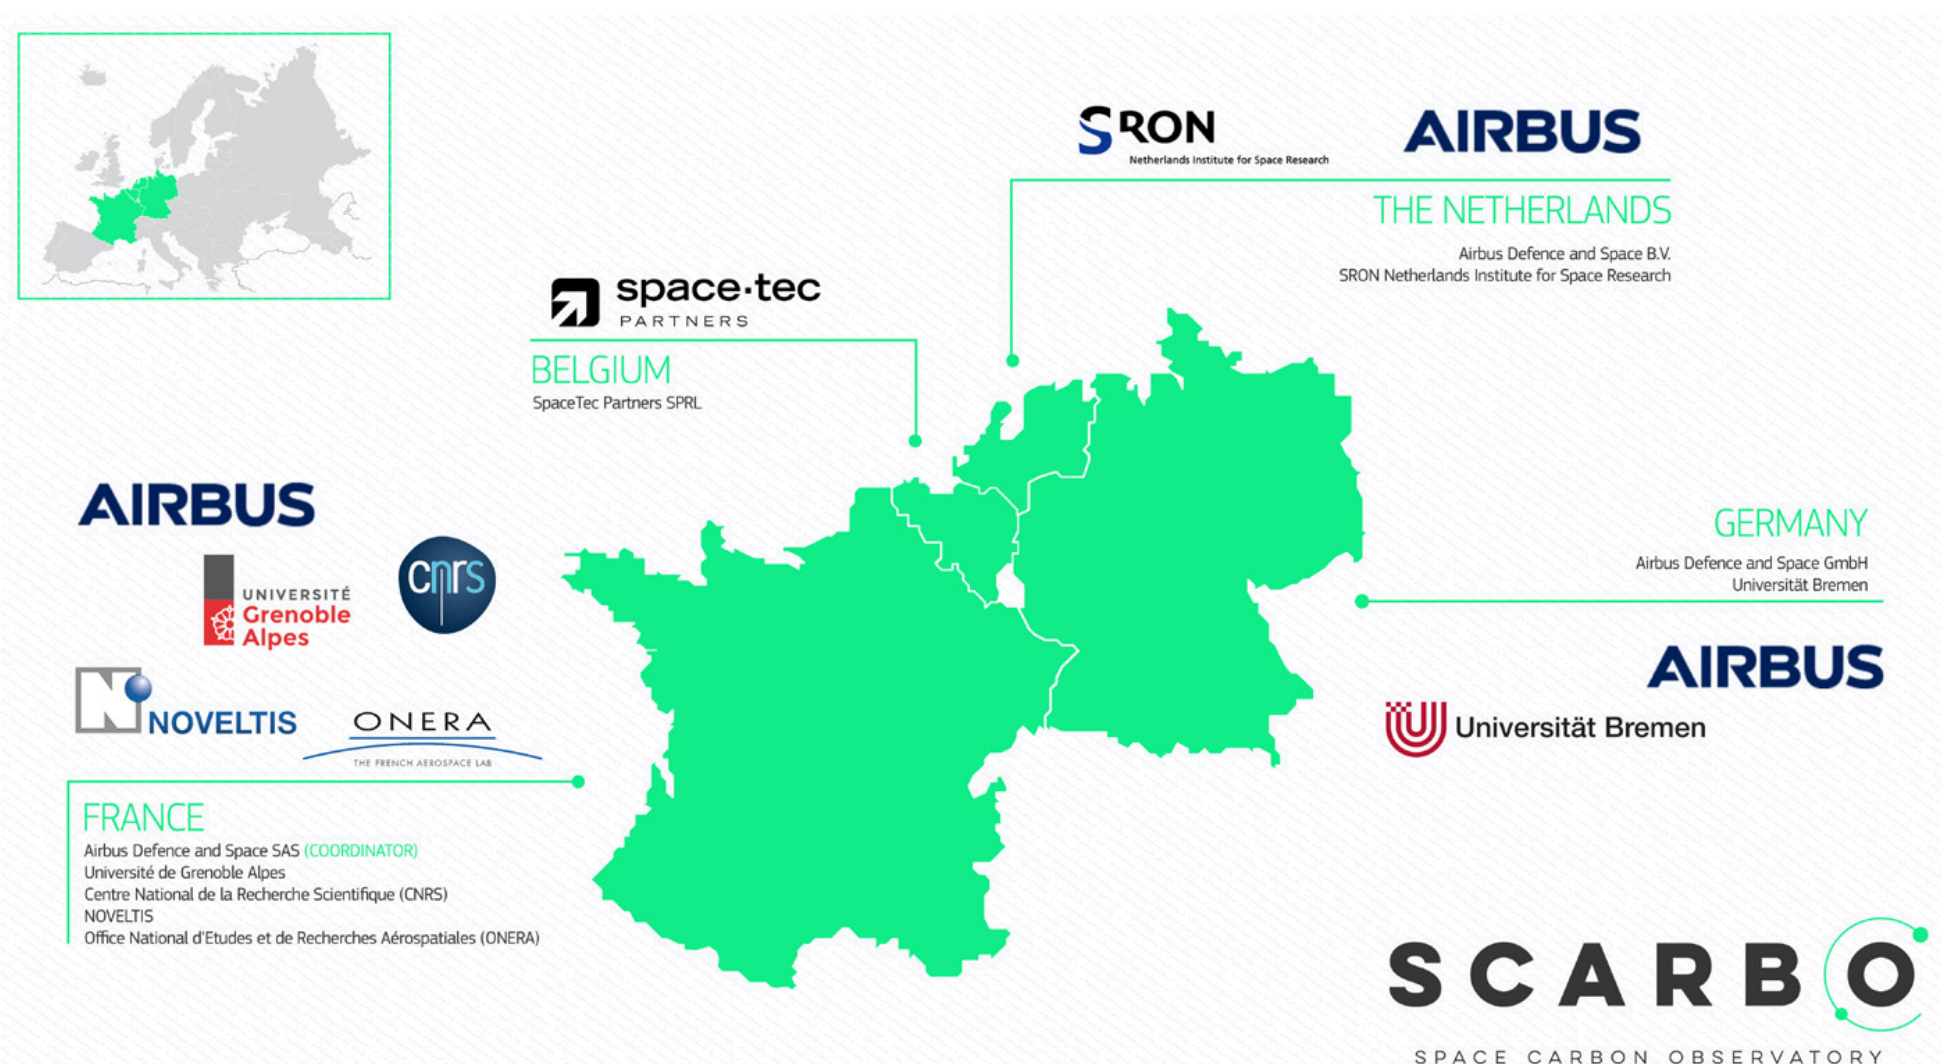 SRON
Netherlands Institute for Space Research
AIRBUS
THE NETHERLANDS
Airbus Defence and Space B.V.
SRON Netherlands Institute for Space Research
space·tec
PARTNERS
BELGIUM
SpaceTec Partners SPRL
AIRBUS
UNIVERSITÉ
Grenoble
Alpes
cnrs
NOVELTIS
ONERA
THE FRENCH AEROSPACE LAB
FRANCE
Airbus Defence and Space SAS (COORDINATOR)
Université de Grenoble Alpes
Centre National de la Recherche Scientifique (CNRS)
NOVELTIS
Office National d'Etudes et de Recherches Aérospatiales (ONERA)
GERMANY
Airbus Defence and Space GmbH
Universität Bremen
AIRBUS
Universität Bremen
SCARBO
SPACE CARBON OBSERVATORY